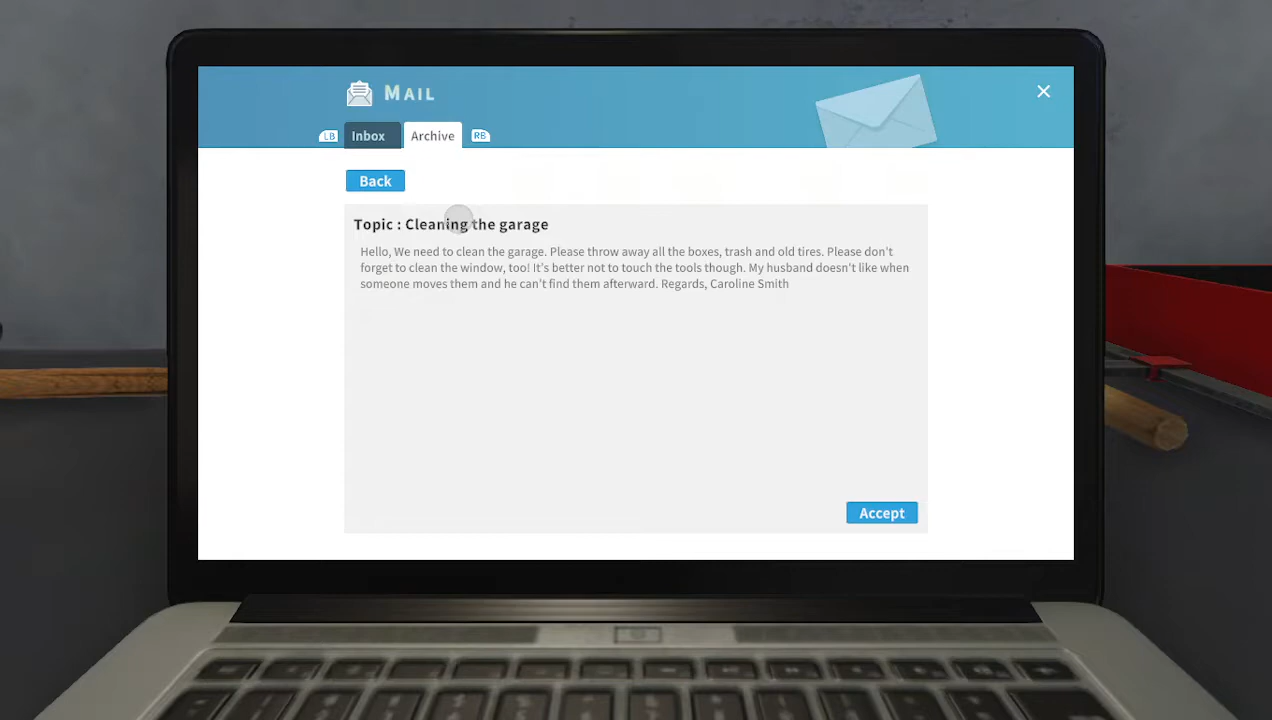 MAIL
LB Inbox Archive RB
Back
Topic : Cleaning the garage
Hello, We need to clean the garage. Please throw away all the boxes, trash and old tires. Please don't
forget to clean the window, too! It's better not to touch the tools though. My husband doesn't like when
someone moves them and he can't find them afterward. Regards, Caroline Smith
Accept